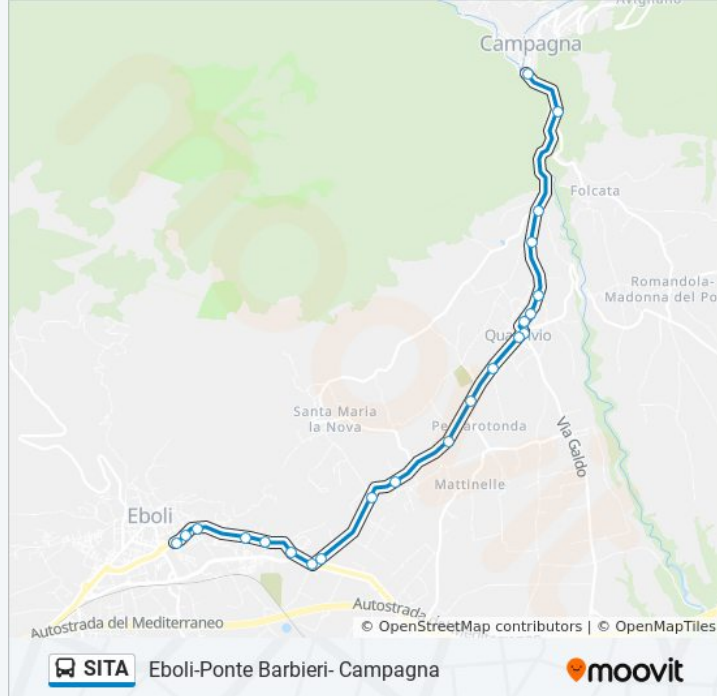 Avigliano
Campagna
Folcata
Romandola-
Madonna del Po
Quadrivio
Santa Maria
la Nova
Pezzarotonda
Mattinelle
Via Galdo
Eboli
Autostrada del Mediterraneo
Autostrada
© OpenStreetMap contributors | © OpenMapTiles
SITA
Eboli-Ponte Barbieri- Campagna
moovit